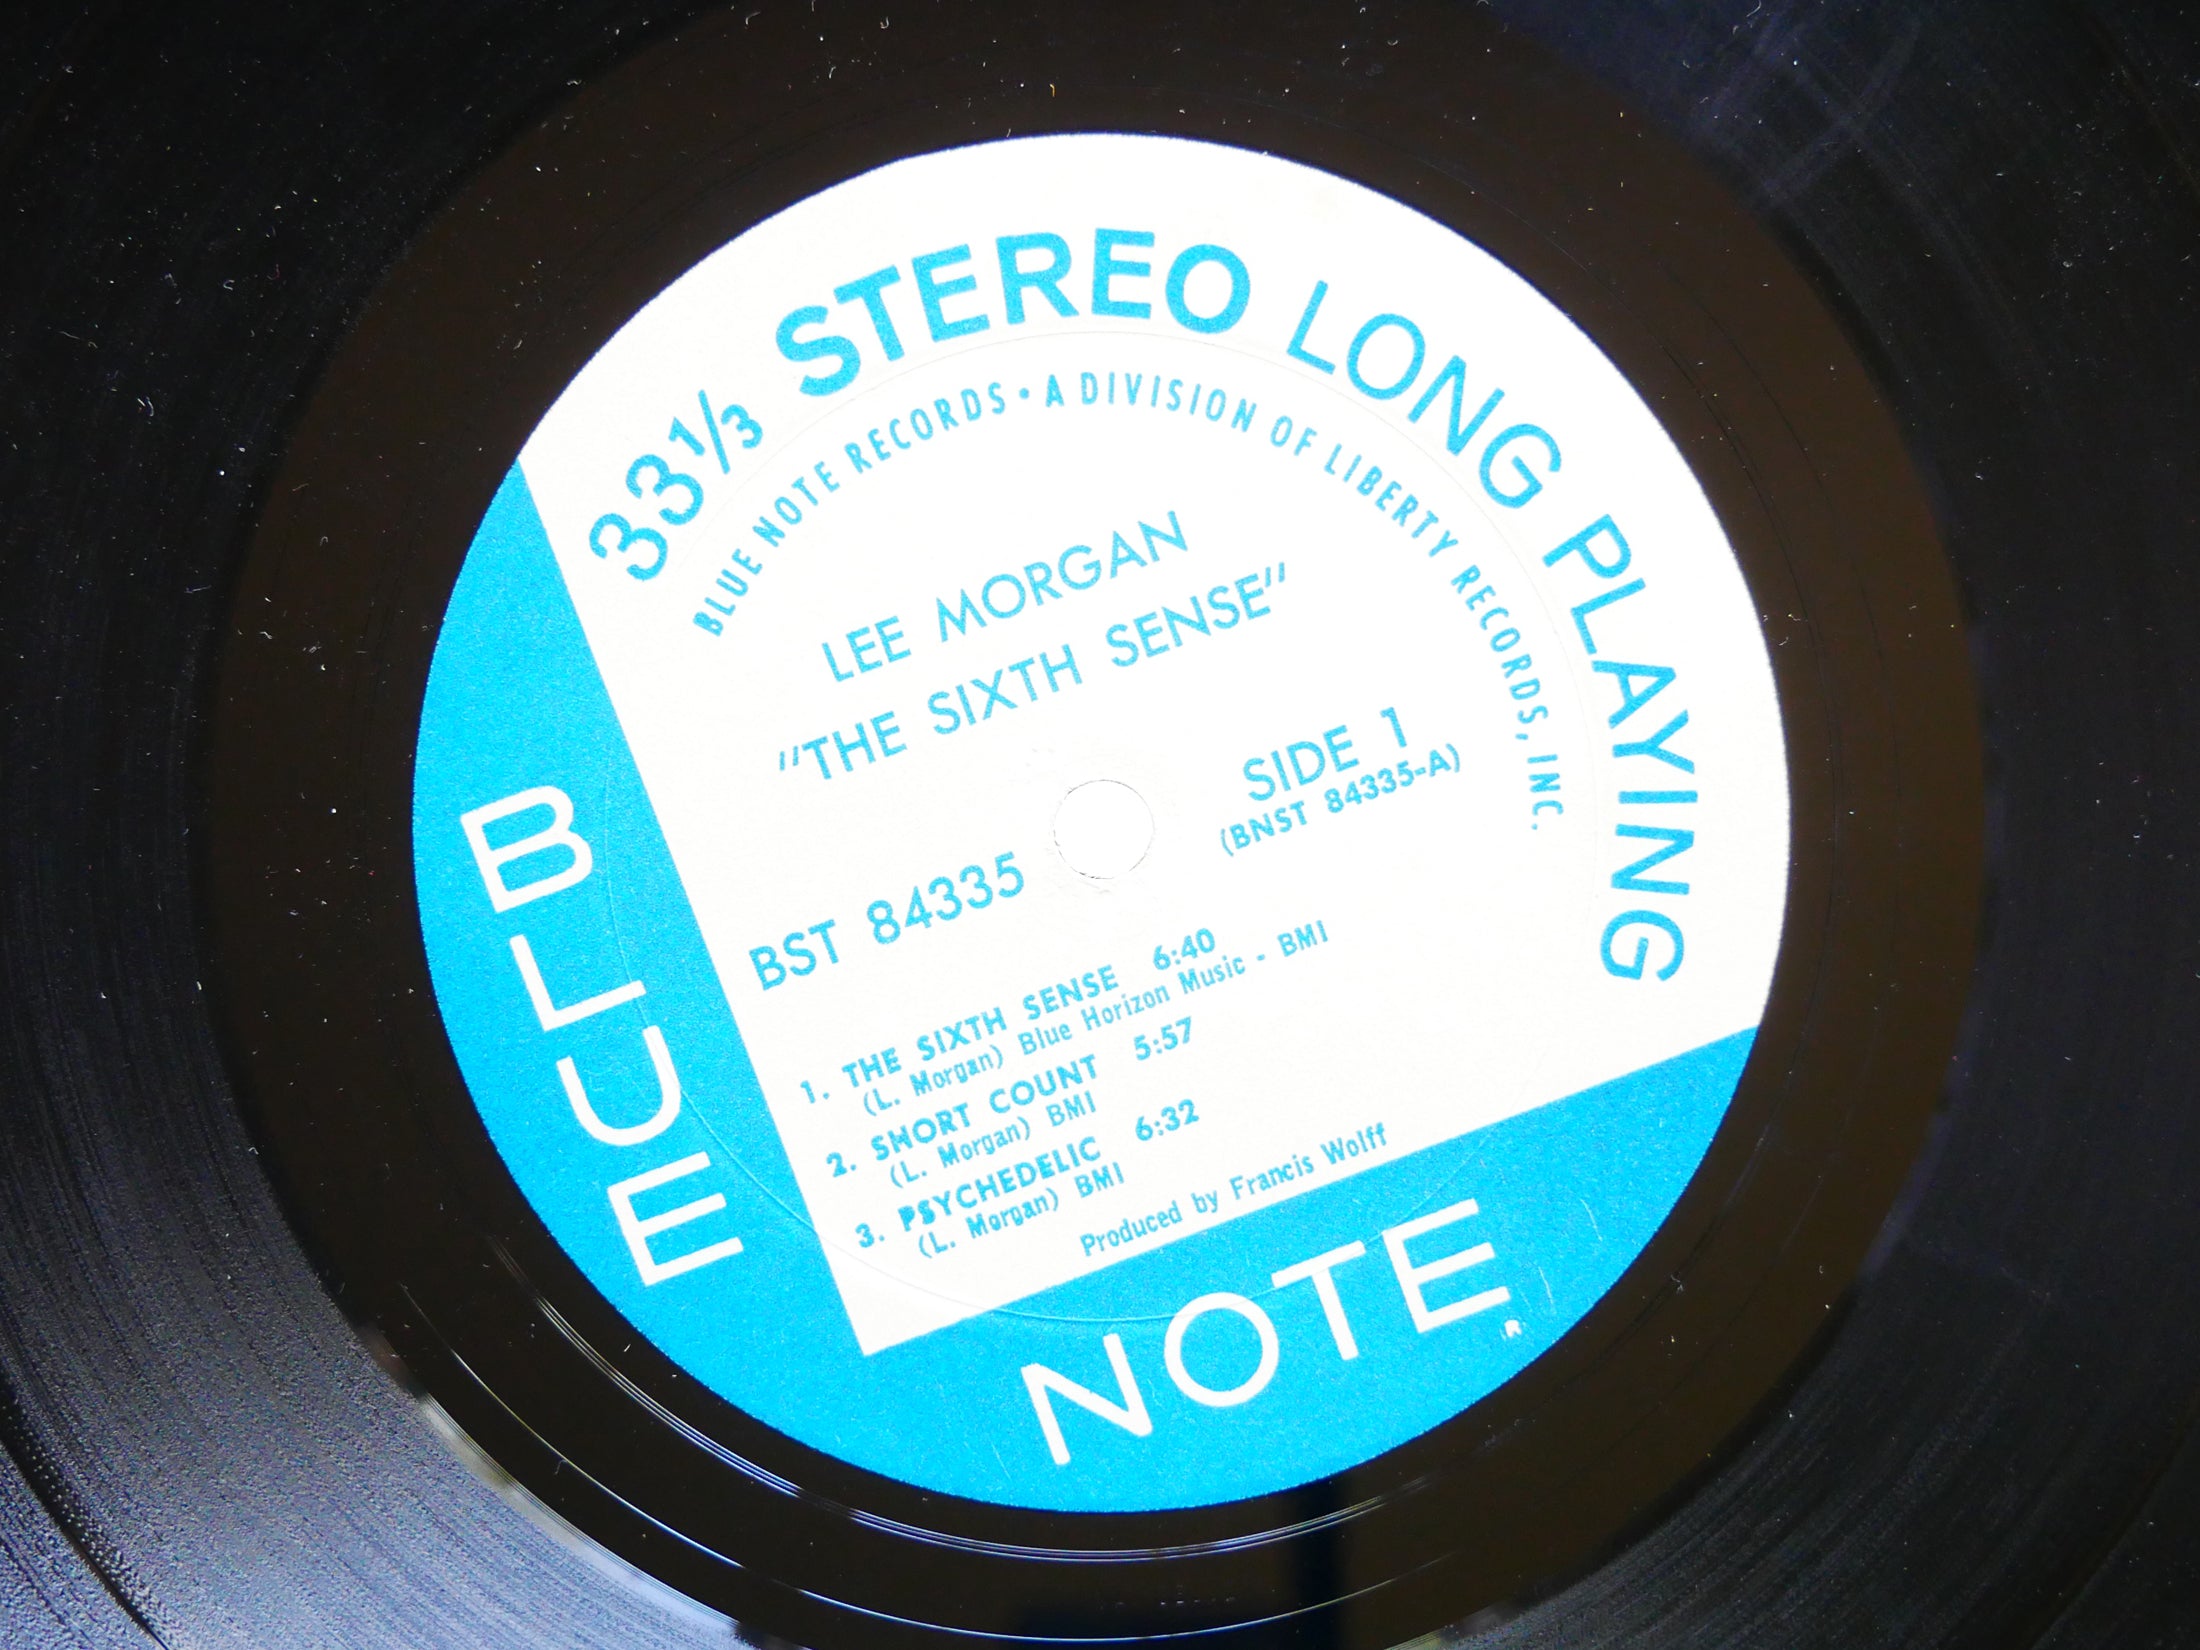 33⅓ STEREO LONG PLAYING
BLUE NOTE RECORDS • A DIVISION OF LIBERTY RECORDS, INC.
LEE MORGAN
"THE SIXTH SENSE"
SIDE 1
(BNST 84335-A)
BST 84335
1. THE SIXTH SENSE 6:40
(L. Morgan) Blue Horizon Music - BMI
2. SHORT COUNT 5:57
(L. Morgan) BMI
3. PSYCHEDELIC 6:32
(L. Morgan) BMI
Produced by Francis Wolff
BLUE
NOTE
R